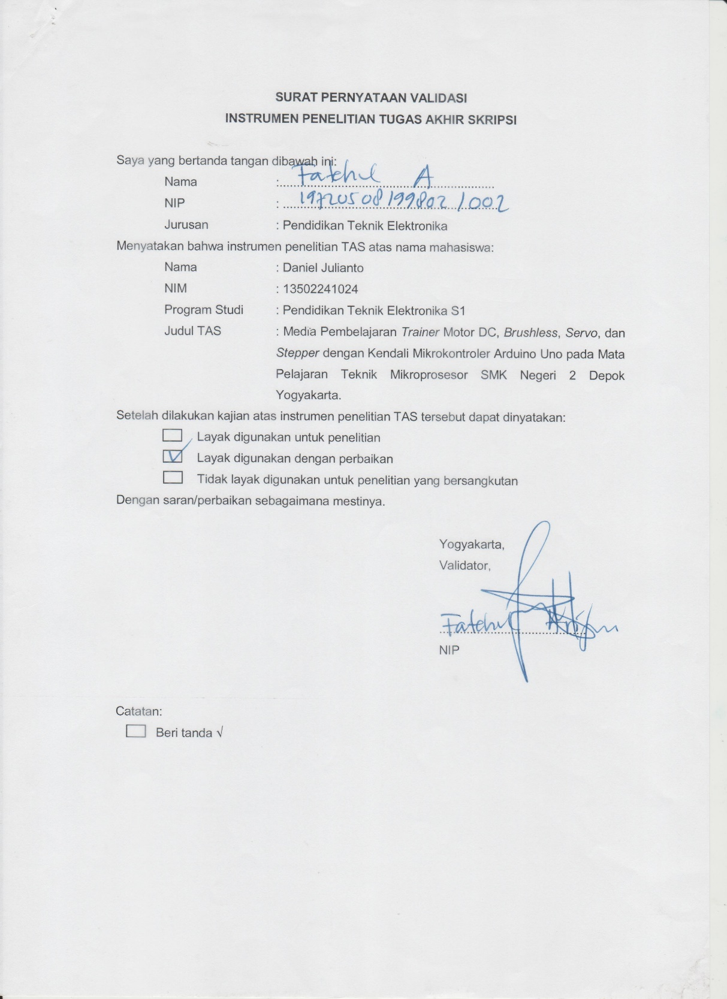 SURAT PERNYATAAN VALIDASI
INSTRUMEN PENELITIAN TUGAS AKHIR SKRIPSI
Saya yang bertanda tangan dibawah ini:
Nama : Fatchul A
NIP : 19720508 199802 1 002
Jurusan : Pendidikan Teknik Elektronika
Menyatakan bahwa instrumen penelitian TAS atas nama mahasiswa:
Nama : Daniel Julianto
NIM : 13502241024
Program Studi : Pendidikan Teknik Elektronika S1
Judul TAS : Media Pembelajaran Trainer Motor DC, Brushless, Servo, dan
Stepper dengan Kendali Mikrokontroler Arduino Uno pada Mata
Pelajaran Teknik Mikroprosesor SMK Negeri 2 Depok
Yogyakarta.
Setelah dilakukan kajian atas instrumen penelitian TAS tersebut dapat dinyatakan:
Layak digunakan untuk penelitian
Layak digunakan dengan perbaikan
Tidak layak digunakan untuk penelitian yang bersangkutan
Dengan saran/perbaikan sebagaimana mestinya.
Yogyakarta,
Validator,
Fatchul
NIP
Catatan:
Beri tanda √